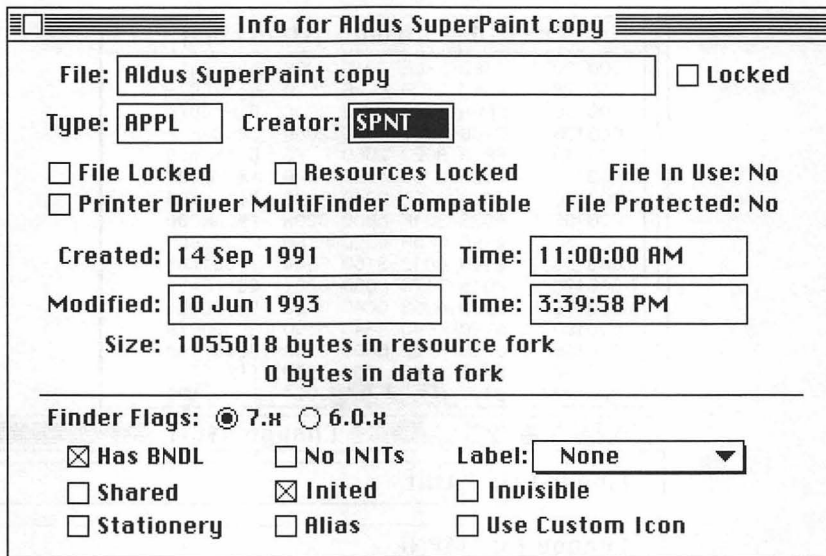 Info for Aldus SuperPaint copy
File: Aldus SuperPaint copy Locked
Type: APPL Creator: SPNT
File Locked Resources Locked File In Use: No
Printer Driver MultiFinder Compatible File Protected: No
Created: 14 Sep 1991 Time: 11:00:00 AM
Modified: 10 Jun 1993 Time: 3:39:58 PM
Size: 1055018 bytes in resource fork
0 bytes in data fork
Finder Flags: 7.x 6.0.x
Has BNDL No INITs Label: None
Shared Inited Invisible
Stationery Alias Use Custom Icon